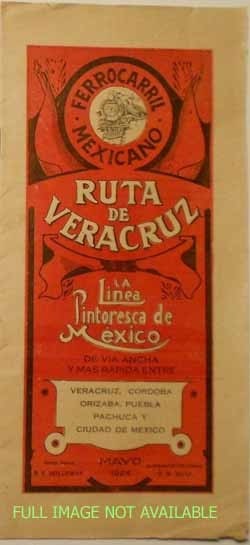 FERROCARRIL
MEXICANO
RUTA
DE
VERACRUZ
LA
Linea
Pintoresca de
México
DE VIA ANCHA
Y MAS RAPIDA ENTRE
VERACRUZ, CORDOBA
ORIZABA, PUEBLA
PACHUCA Y
CIUDAD DE MEXICO
MAYO
FULL IMAGE NOT AVAILABLE